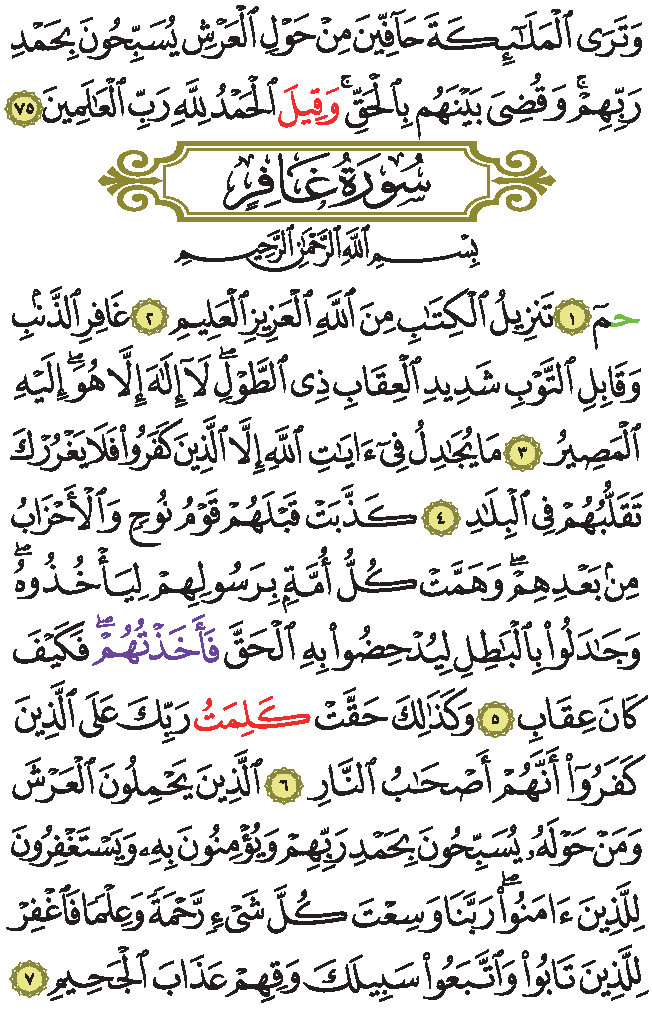 وَتَرَى ٱلْمَلَـٰٓئِكَةَ حَآفِّينَ مِنْ حَوْلِ ٱلْعَرْشِ يُسَبِّحُونَ بِحَمْدِ
رَبِّهِمْ ۚ وَقُضِىَ بَيْنَهُم بِٱلْحَقِّ ۚ وَقِيلَ ٱلْحَمْدُ لِلَّهِ رَبِّ ٱلْعَـٰلَمِينَ ٧٥
سُورَةُ غَافِرٍ
بِسْمِ ٱللَّهِ ٱلرَّحْمَـٰنِ ٱلرَّحِيمِ
حمٓ ١ تَنزِيلُ ٱلْكِتَـٰبِ مِنَ ٱللَّهِ ٱلْعَزِيزِ ٱلْعَلِيمِ ٢ غَافِرِ ٱلذَّنۢبِ
وَقَابِلِ ٱلتَّوْبِ شَدِيدِ ٱلْعِقَابِ ذِى ٱلطَّوْلِ ۖ لَآ إِلَـٰهَ إِلَّا هُوَ ۖ إِلَيْهِ
ٱلْمَصِيرُ ٣ مَا يُجَـٰدِلُ فِىٓ ءَايَـٰتِ ٱللَّهِ إِلَّا ٱلَّذِينَ كَفَرُوا۟ فَلَا يَغْرُرْكَ
تَقَلُّبُهُمْ فِى ٱلْبِلَـٰدِ ٤ كَذَّبَتْ قَبْلَهُمْ قَوْمُ نُوحٍ وَٱلْأَحْزَابُ
مِنۢ بَعْدِهِمْ ۖ وَهَمَّتْ كُلُّ أُمَّةٍۭ بِرَسُولِهِمْ لِيَأْخُذُوهُ ۖ
وَجَـٰدَلُوا۟ بِٱلْبَـٰطِلِ لِيُدْحِضُوا۟ بِهِ ٱلْحَقَّ فَأَخَذْتُهُمْ ۖ فَكَيْفَ
كَانَ عِقَابِ ٥ وَكَذَٰلِكَ حَقَّتْ كَلِمَتُ رَبِّكَ عَلَى ٱلَّذِينَ
كَفَرُوٓا۟ أَنَّهُمْ أَصْحَـٰبُ ٱلنَّارِ ٦ ٱلَّذِينَ يَحْمِلُونَ ٱلْعَرْشَ
وَمَنْ حَوْلَهُۥ يُسَبِّحُونَ بِحَمْدِ رَبِّهِمْ وَيُؤْمِنُونَ بِهِۦ وَيَسْتَغْفِرُونَ
لِلَّذِينَ ءَامَنُوا۟ ۖ رَبَّنَا وَسِعْتَ كُلَّ شَىْءٍ رَّحْمَةً وَعِلْمًا فَٱغْفِرْ
لِلَّذِينَ تَابُوا۟ وَٱتَّبَعُوا۟ سَبِيلَكَ وَقِهِمْ عَذَابَ ٱلْجَحِيمِ ٧